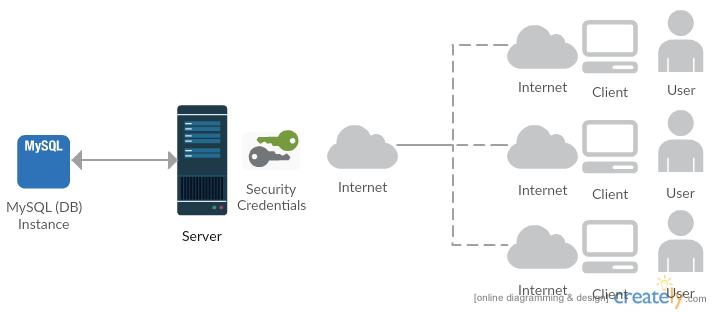 MySQL
MySQL (DB)
Instance
Server
Security
Credentials
Internet
Internet
Client
User
Internet
Client
User
Internet
Client
User
[online diagramming & design]
creately.com